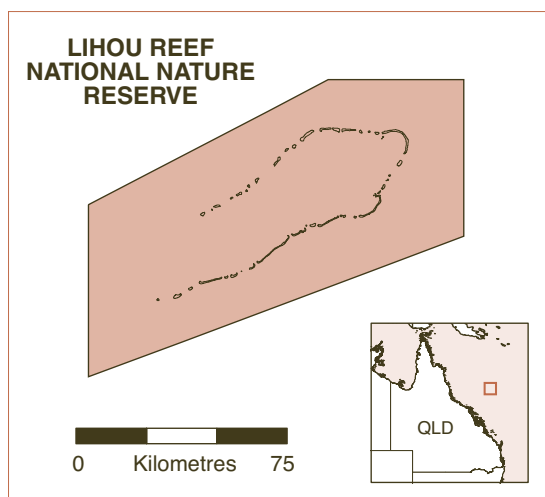 LIHOU REEF
NATIONAL NATURE
RESERVE
QLD
0 Kilometres 75